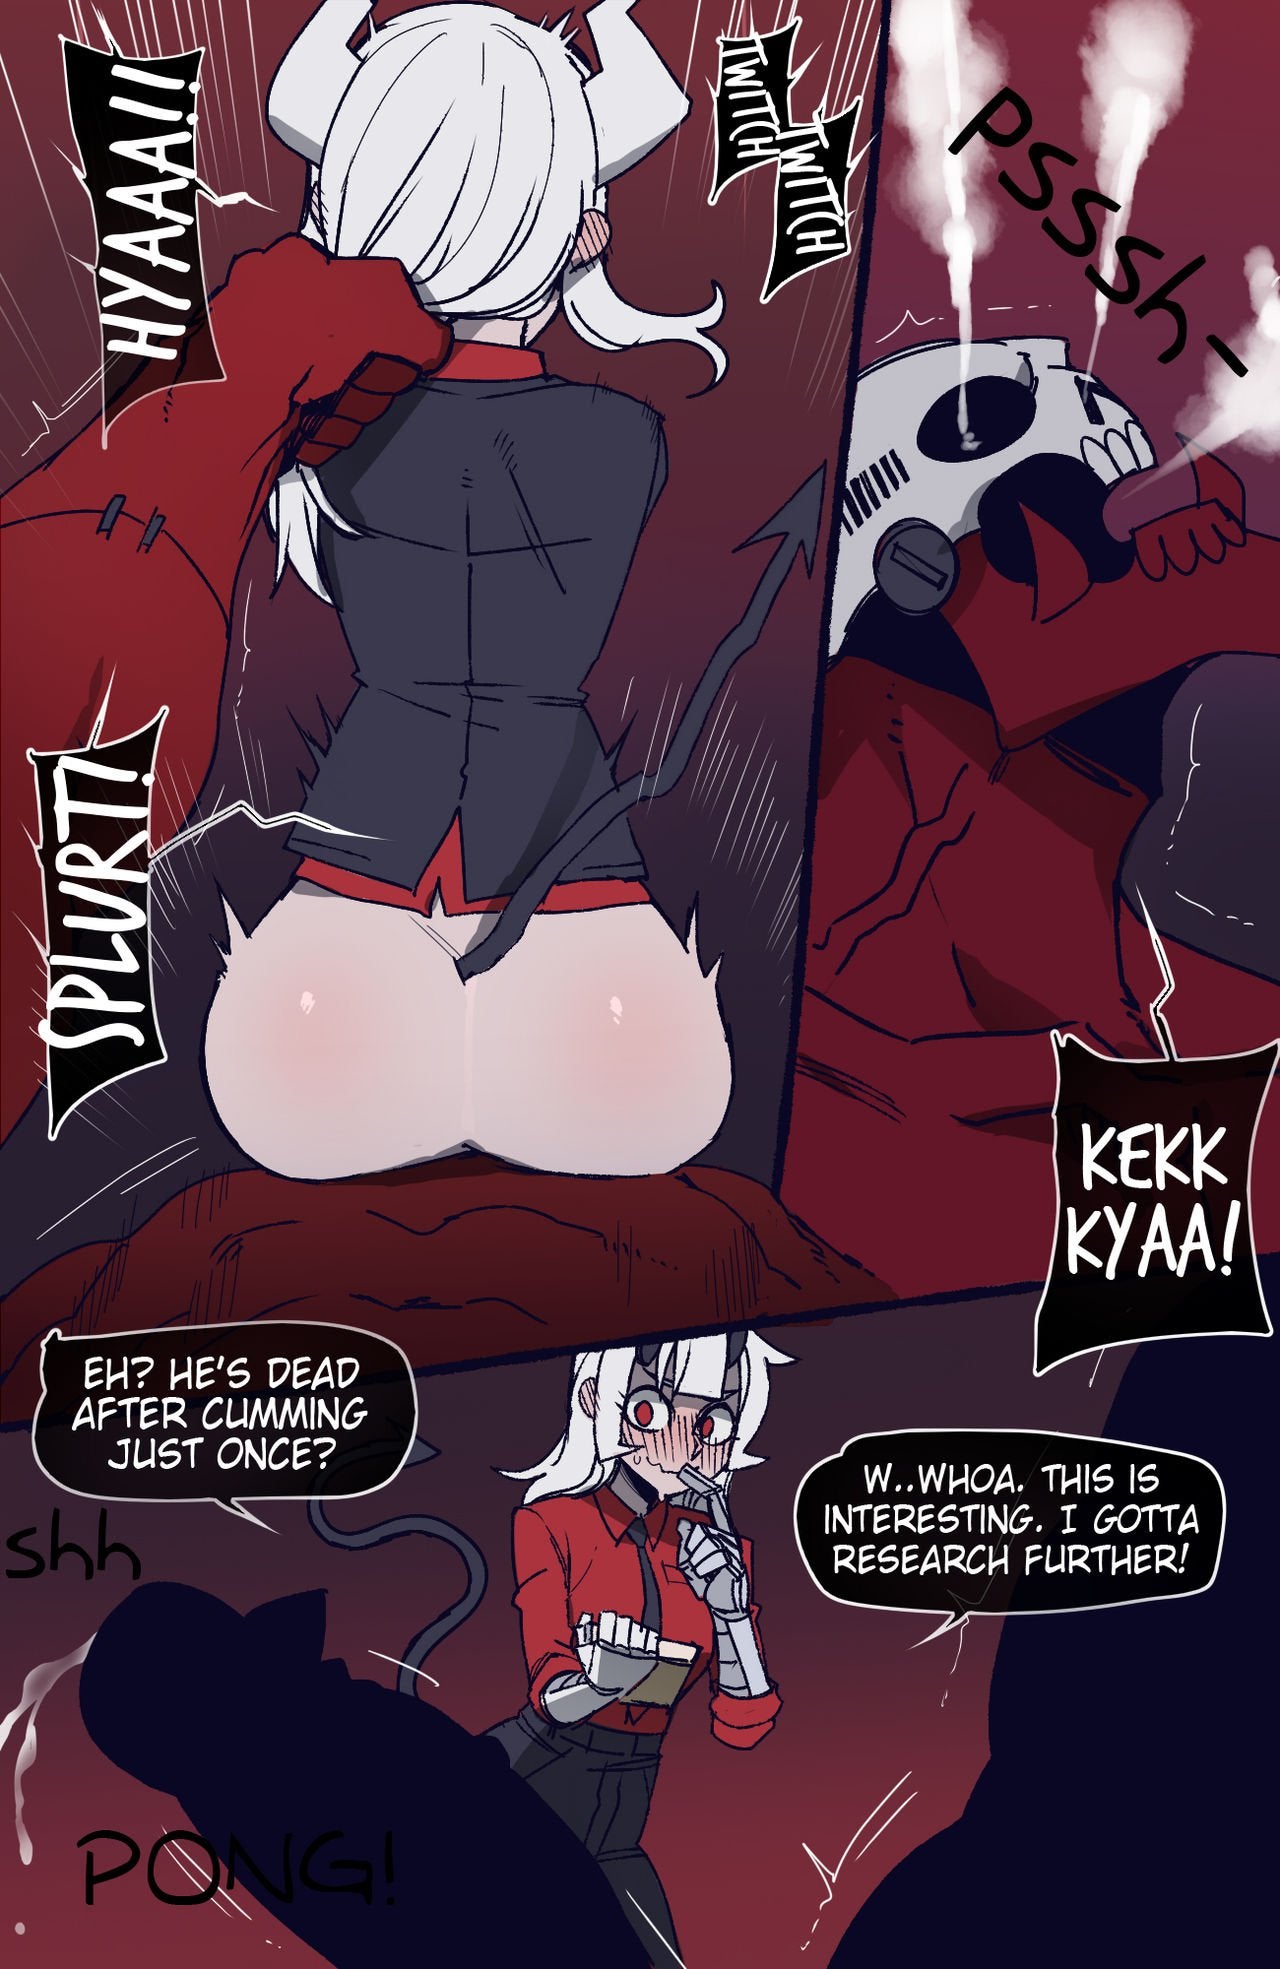 HYAAA!!
TWITCH
TWITCH
PSSSh-
SPLURT!
KEKK
KYAA!
EH? HE'S DEAD
AFTER CUMMING
JUST ONCE?
W..WHOA. THIS IS
INTERESTING. I GOTTA
RESEARCH FURTHER!
shh
PONG!